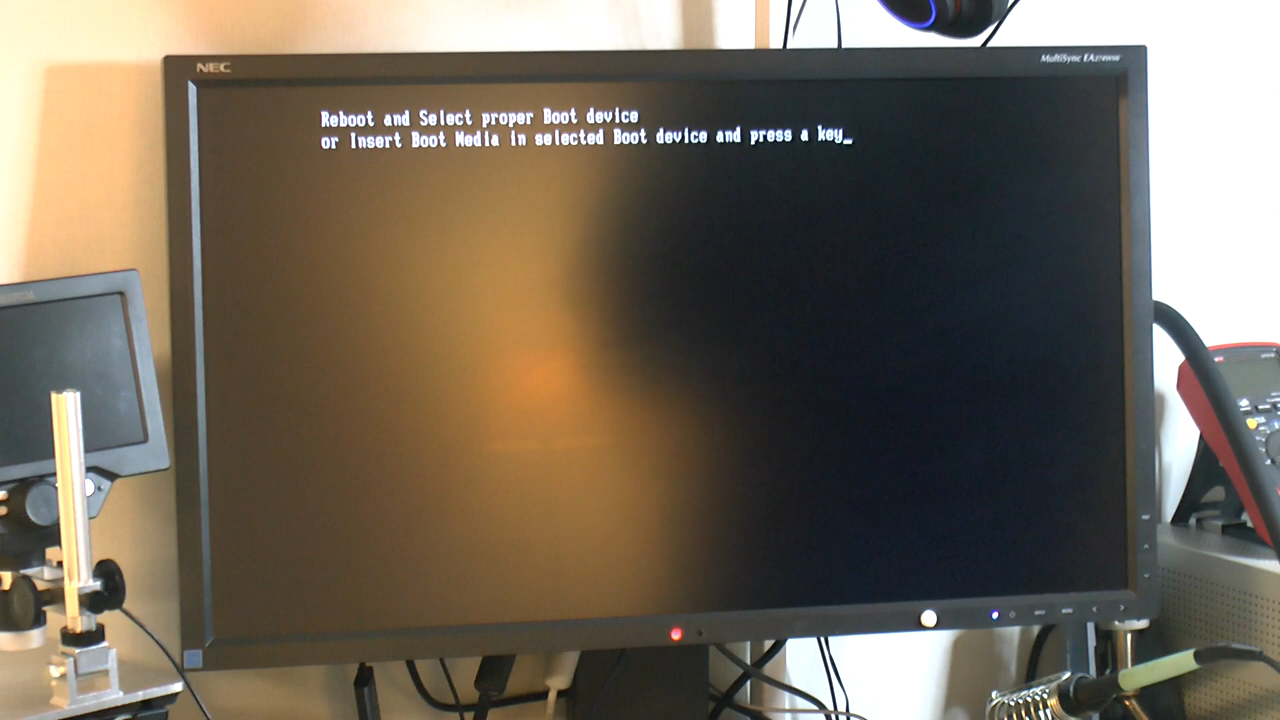 NEC
MultiSync
Reboot and Select proper Boot device
or Insert Boot Media in selected Boot device and press a key_